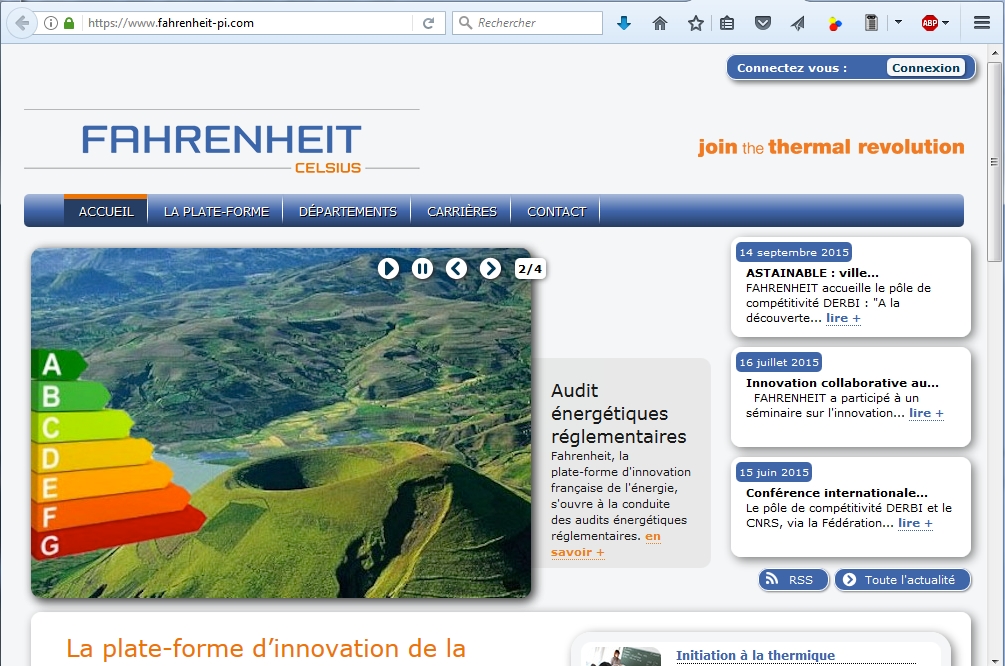 https://www.fahrenheit-pi.com
Rechercher
ABP
Connectez vous :
Connexion
FAHRENHEIT
CELSIUS
join the thermal revolution
ACCUEIL
LA PLATE-FORME
DÉPARTEMENTS
CARRIÈRES
CONTACT
2/4
A
B
C
D
E
F
G
Audit
énergétiques
réglementaires
Fahrenheit, la
plate-forme d'innovation
française de l'énergie,
s'ouvre à la conduite
des audits énergétiques
réglementaires. en
savoir +
14 septembre 2015
ASTAINABLE : ville...
FAHRENHEIT accueille le pôle de
compétitivité DERBI : "A la
découverte... lire +
16 juillet 2015
Innovation collaborative au...
FAHRENHEIT a participé à un
séminaire sur l'innovation... lire +
15 juin 2015
Conférence internationale...
Le pôle de compétitivité DERBI et le
CNRS, via la Fédération... lire +
RSS
Toute l'actualité
La plate-forme d’innovation de la
Initiation à la thermique